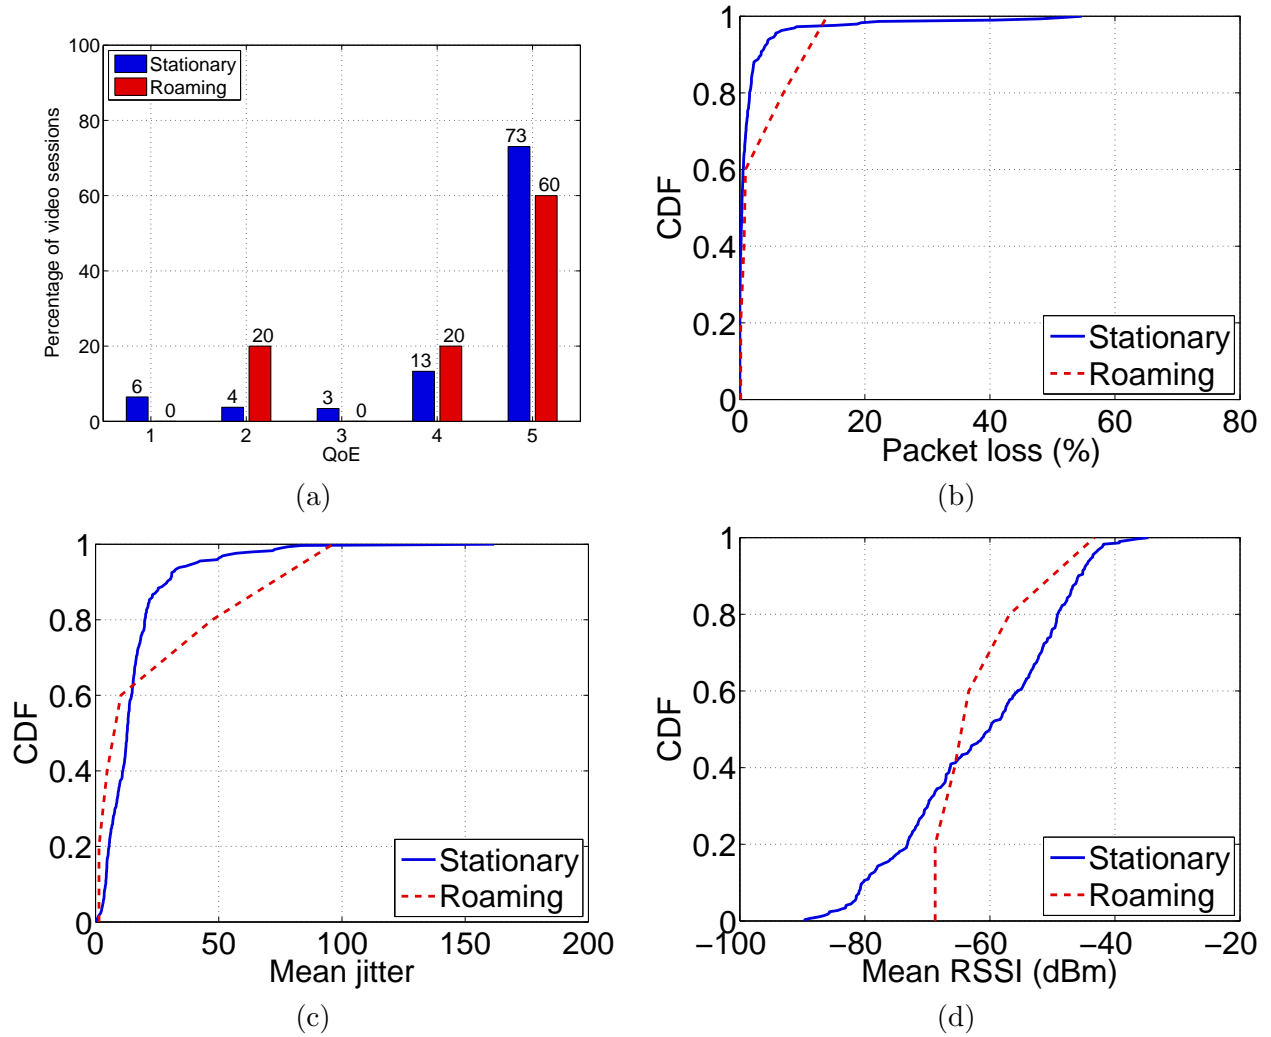 100
80
60
40
20
0
Percentage of video sessions
Stationary
Roaming
6
0
4
20
3
0
13
20
73
60
1
2
3
4
5
QoE
(a)
1
0.8
0.6
0.4
0.2
0
CDF
Stationary
Roaming
0
20
40
60
80
Packet loss (%)
(b)
1
0.8
0.6
0.4
0.2
0
CDF
Stationary
Roaming
0
50
100
150
200
Mean jitter
(c)
1
0.8
0.6
0.4
0.2
0
CDF
Stationary
Roaming
−100
−80
−60
−40
−20
Mean RSSI (dBm)
(d)